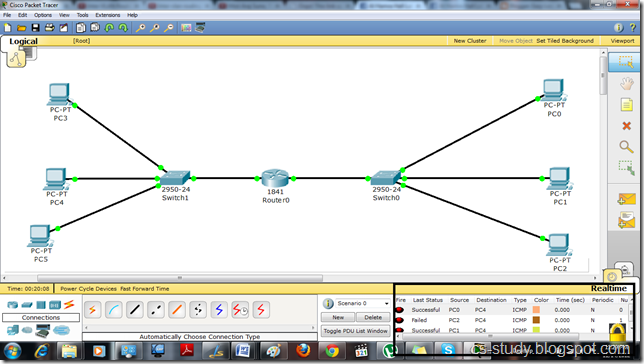 Cisco Packet Tracer
File Edit Options View Tools Extensions Help
Logical [Root] New Cluster Move Object Set Tiled Background Viewport
PC-PT
PC3
PC-PT
PC4
PC-PT
PC5
2950-24
Switch1
1841
Router0
2950-24
Switch0
PC-PT
PC0
PC-PT
PC1
PC-PT
PC2
Time: 00:20:08 Power Cycle Devices Fast Forward Time Realtime
Connections
Automatically Choose Connection Type
Scenario 0
New Delete
Toggle PDU List Window
Fire Last Status Source Destination Type Color Time (sec) Periodic Nu
Successful PC0 PC4 ICMP 0.000 N 0
Failed PC2 PC4 ICMP 0.000 N 1
Successful PC1 PC4 ICMP 0.000 N
cs-study.blogspot.com